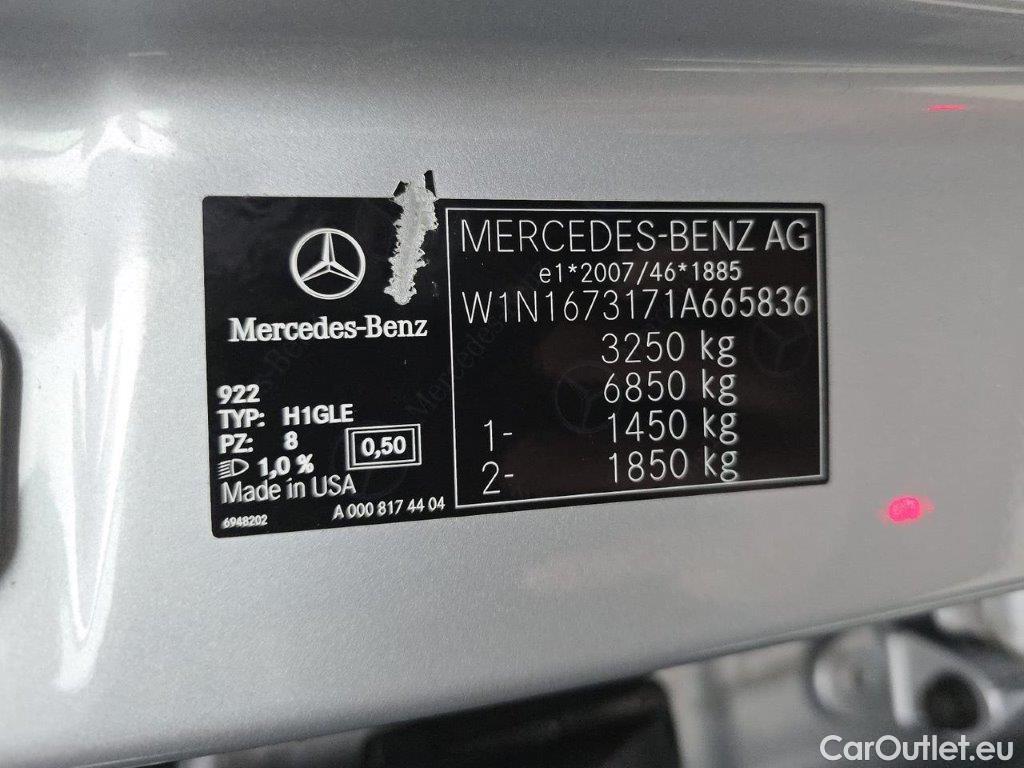 Mercedes-Benz
922
TYP: H1GLE
PZ: 8
1,0 %
0,50
Made in USA
6948202
A 000 817 44 04
MERCEDES-BENZ AG
e1*2007/46*1885
W1N1673171A665836
3250 kg
6850 kg
1- 1450 kg
2- 1850 kg
CarOutlet.eu